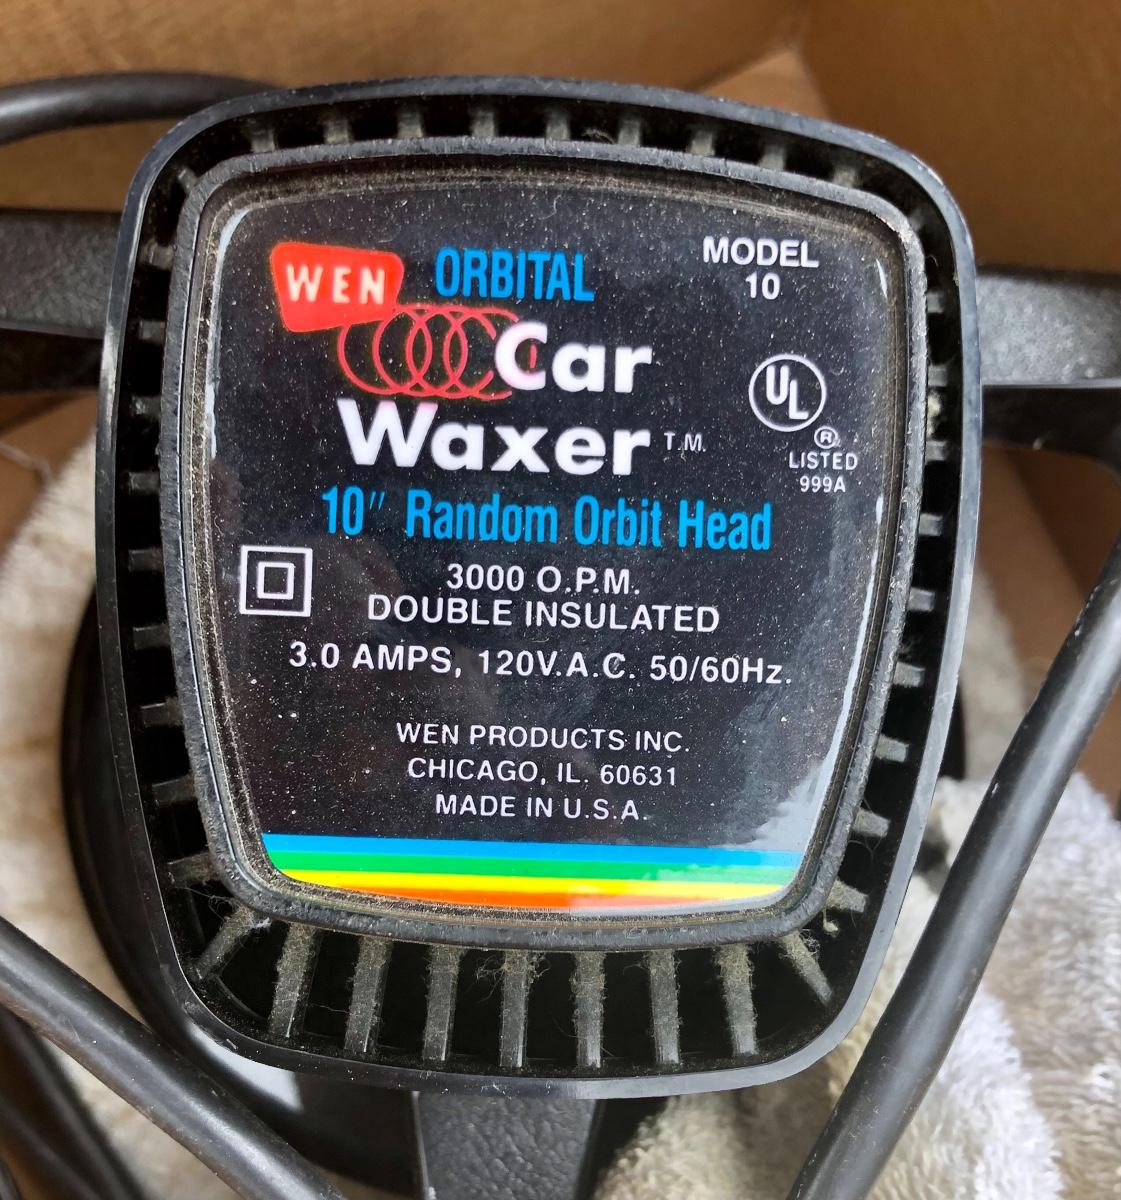 WEN ORBITAL
MODEL
10
Car
Waxer T.M.
UL
®
LISTED
999A
10" Random Orbit Head
3000 O.P.M.
DOUBLE INSULATED
3.0 AMPS, 120V.A.C. 50/60Hz.
WEN PRODUCTS INC.
CHICAGO, IL. 60631
MADE IN U.S.A.